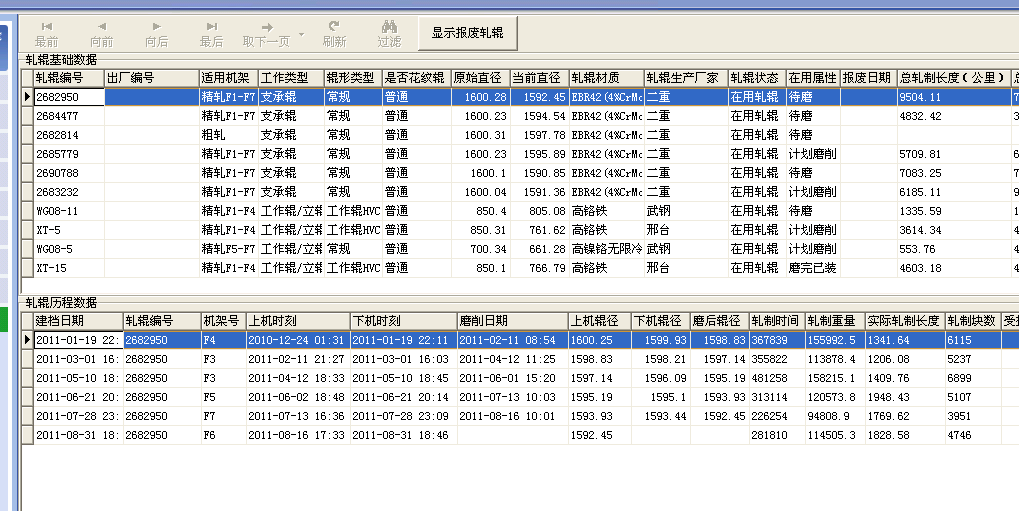 最前 向前 向后 最后 取下一页 刷新 过滤 显示报废轧辊
轧辊基础数据
轧辊编号 出厂编号 适用机架 工作类型 辊形类型 是否花纹辊 原始直径 当前直径 轧辊材质 轧辊生产厂家 轧辊状态 在用属性 报废日期 总轧制长度(公里)
2682950 精轧F1-F7 支承辊 常规 普通 1600.28 1592.45 EBR42(4%CrMo 二重 在用轧辊 待磨 9504.11
2684477 精轧F1-F7 支承辊 常规 普通 1600.23 1594.54 EBR42(4%CrMo 二重 在用轧辊 待磨 4832.42
2682814 粗轧 支承辊 常规 普通 1600.31 1597.78 EBR42(4%CrMo 二重 在用轧辊 待磨
2685779 精轧F1-F7 支承辊 常规 普通 1600.23 1595.89 EBR42(4%CrMo 二重 在用轧辊 计划磨削 5709.81
2690788 精轧F1-F7 支承辊 常规 普通 1600.1 1590.85 EBR42(4%CrMo 二重 在用轧辊 待磨 7083.25
2683232 精轧F1-F7 支承辊 常规 普通 1600.04 1591.36 EBR42(4%CrMo 二重 在用轧辊 计划磨削 6185.11
WG08-11 精轧F1-F4 工作辊/立辊 工作辊HVC 普通 850.4 805.08 高铬铁 武钢 在用轧辊 待磨 1335.59
XT-5 精轧F1-F4 工作辊/立辊 工作辊HVC 普通 850.31 761.62 高铬铁 邢台 在用轧辊 计划磨削 3614.34
WG08-5 精轧F5-F7 工作辊/立辊 常规 普通 700.34 661.28 高镍铬无限冷 武钢 在用轧辊 计划磨削 553.76
XT-15 精轧F1-F4 工作辊/立辊 工作辊HVC 普通 850.1 766.79 高铬铁 邢台 在用轧辊 磨完已装 4603.18
轧辊历程数据
建档日期 轧辊编号 机架号 上机时刻 下机时刻 磨削日期 上机辊径 下机辊径 磨后辊径 轧制时间 轧制重量 实际轧制长度 轧制块数
2011-01-19 22: 2682950 F4 2010-12-24 01:31 2011-01-19 22:11 2011-02-11 08:54 1600.25 1599.93 1598.83 367839 155992.5 1341.64 6115
2011-03-01 16: 2682950 F3 2011-02-11 21:27 2011-03-01 16:03 2011-04-12 11:25 1598.83 1598.21 1597.14 355822 113878.4 1206.08 5237
2011-05-10 18: 2682950 F3 2011-04-12 18:33 2011-05-10 18:45 2011-06-01 15:20 1597.14 1596.09 1595.19 481258 158215.1 1409.76 6899
2011-06-21 20: 2682950 F5 2011-06-02 18:48 2011-06-21 20:14 2011-07-13 10:03 1595.19 1595.1 1593.93 313114 120573.8 1948.43 5107
2011-07-28 23: 2682950 F7 2011-07-13 16:36 2011-07-28 23:09 2011-08-16 10:01 1593.93 1593.44 1592.45 226254 94808.9 1769.62 3951
2011-08-31 18: 2682950 F6 2011-08-16 17:33 2011-08-31 18:46 1592.45 281810 114505.3 1828.58 4746